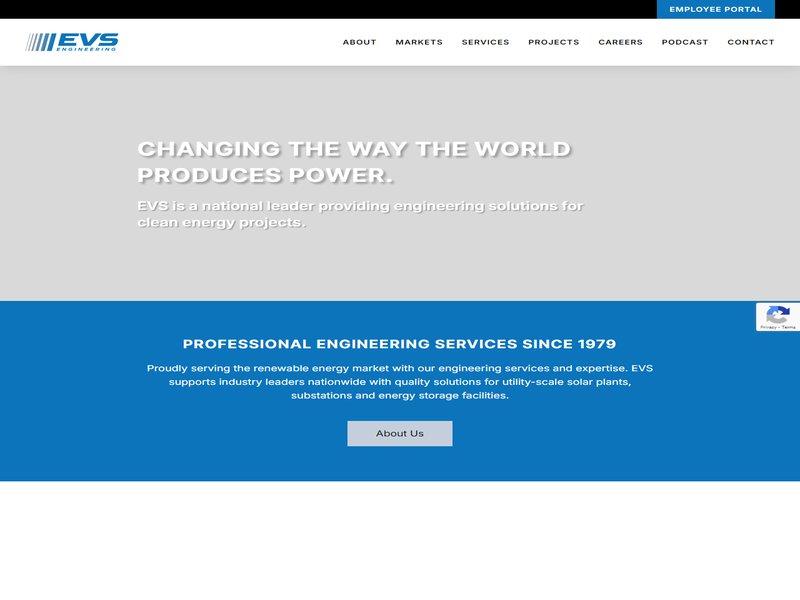 EMPLOYEE PORTAL
EVS
ENGINEERING
ABOUT MARKETS SERVICES PROJECTS CAREERS PODCAST CONTACT
CHANGING THE WAY THE WORLD
PRODUCES POWER.
EVS is a national leader providing engineering solutions for
clean energy projects.
Privacy - Terms
PROFESSIONAL ENGINEERING SERVICES SINCE 1979
Proudly serving the renewable energy market with our engineering services and expertise. EVS
supports industry leaders nationwide with quality solutions for utility-scale solar plants,
substations and energy storage facilities.
About Us